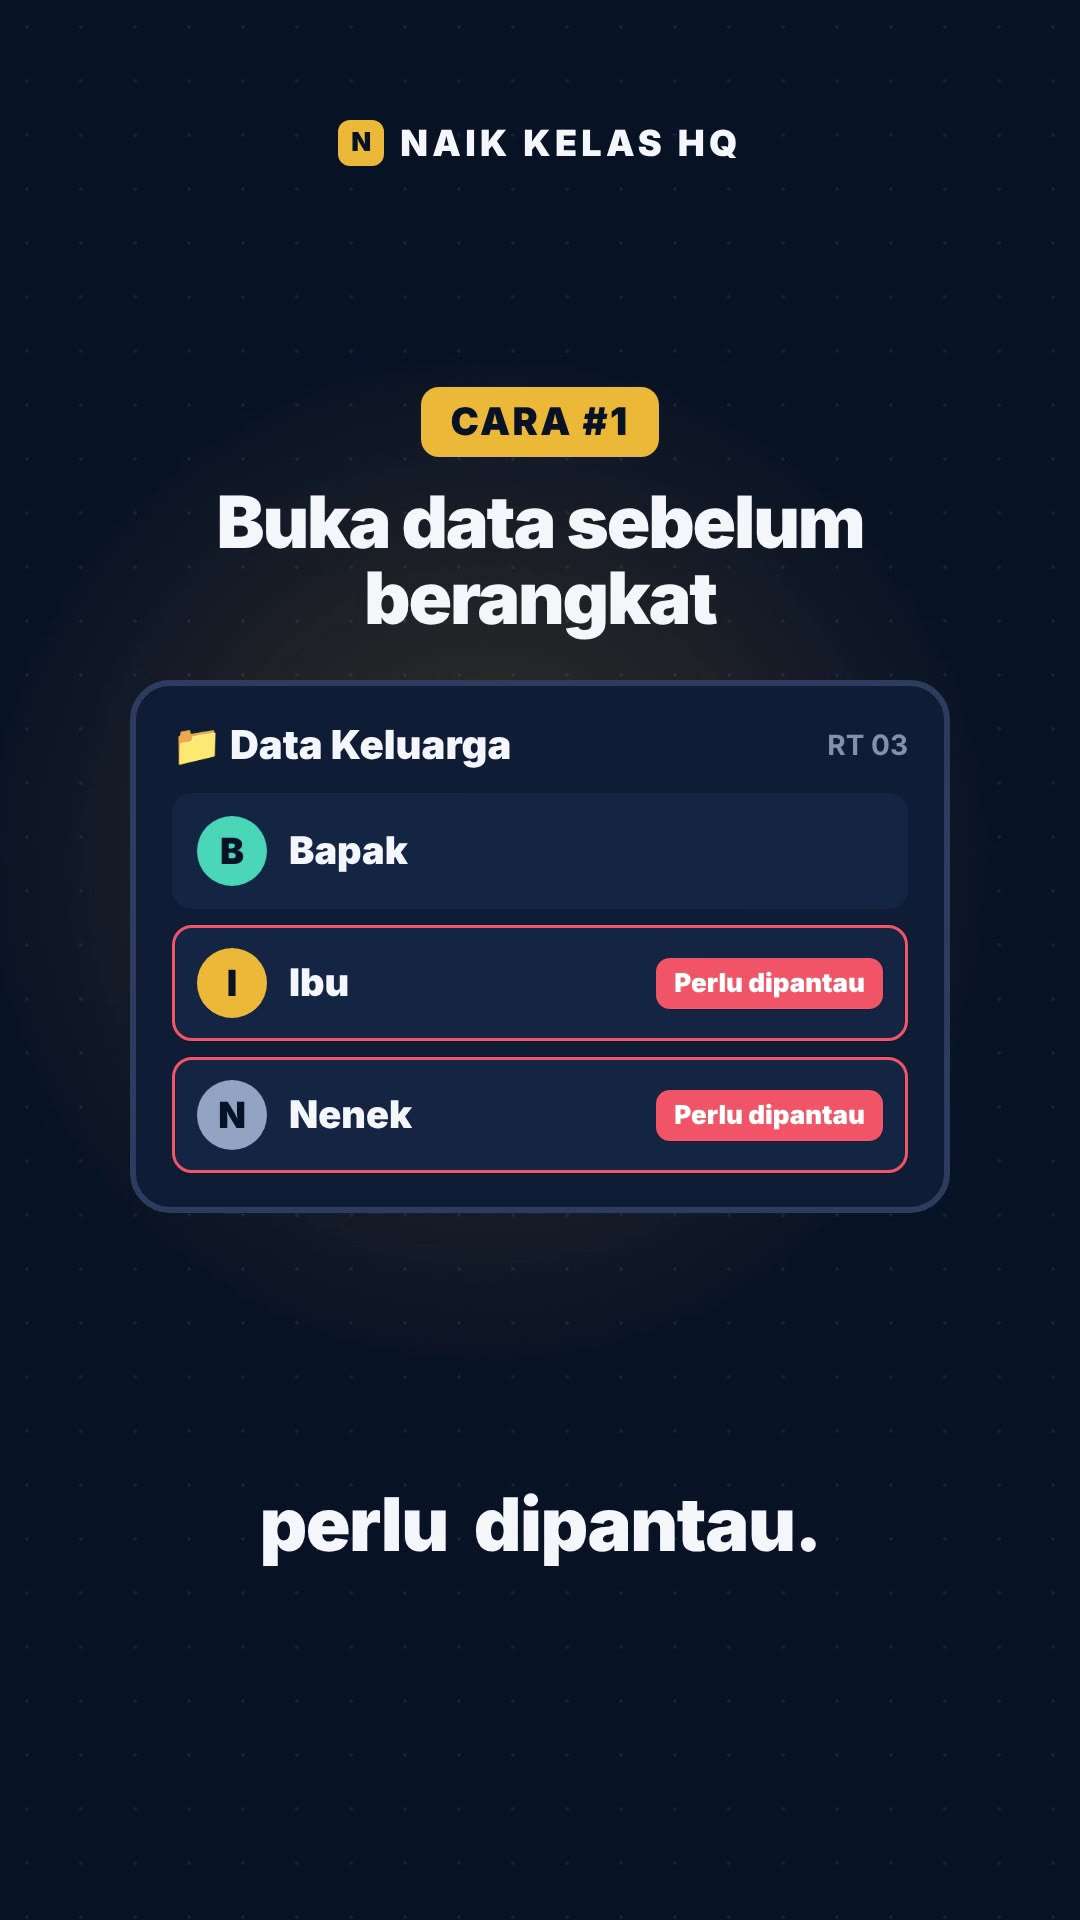 N NAIK KELAS HQ
CARA #1
Buka data sebelum
berangkat
📁 Data Keluarga RT 03
B Bapak
I Ibu Perlu dipantau
N Nenek Perlu dipantau
perlu dipantau.